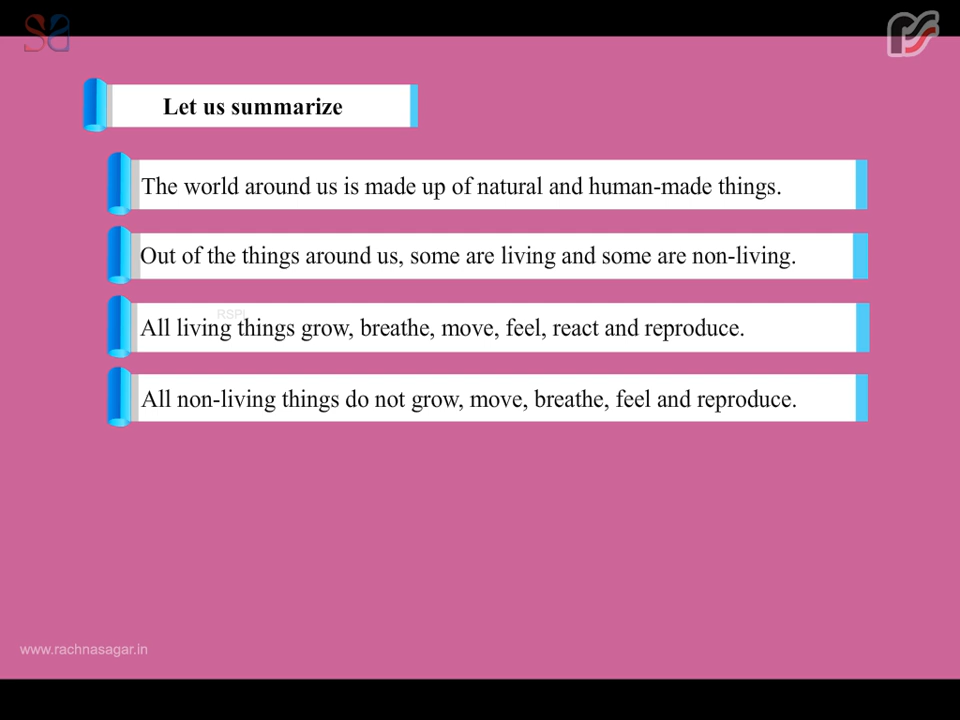 Let us summarize
The world around us is made up of natural and human-made things.
Out of the things around us, some are living and some are non-living.
RSPL
All living things grow, breathe, move, feel, react and reproduce.
All non-living things do not grow, move, breathe, feel and reproduce.
www.rachnasagar.in